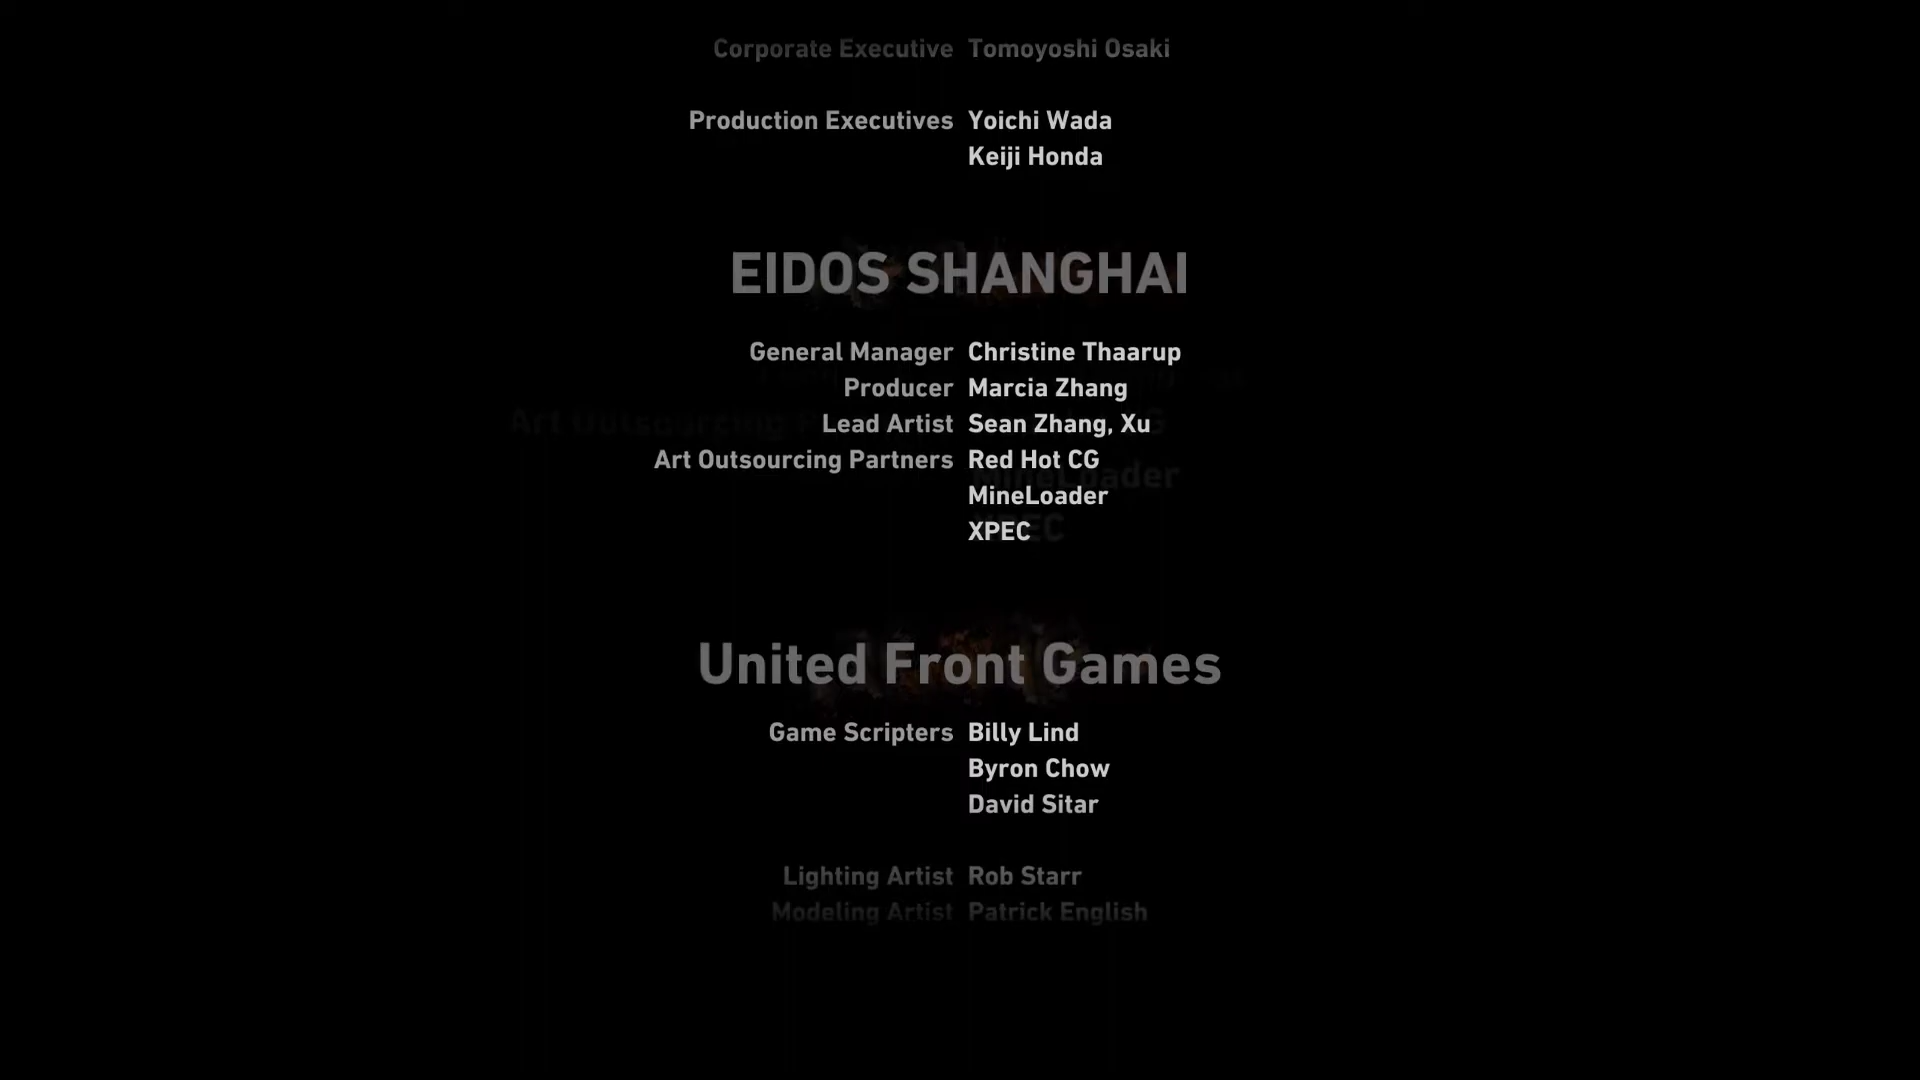 Corporate Executive Tomoyoshi Osaki
Production Executives Yoichi Wada
Keiji Honda
EIDOS SHANGHAI
General Manager Christine Thaarup
Producer Marcia Zhang
Lead Artist Sean Zhang, Xu
Art Outsourcing Partners Red Hot CG
MineLoader
XPEC
United Front Games
Game Scripters Billy Lind
Byron Chow
David Sitar
Lighting Artist Rob Starr
Modeling Artist Patrick English